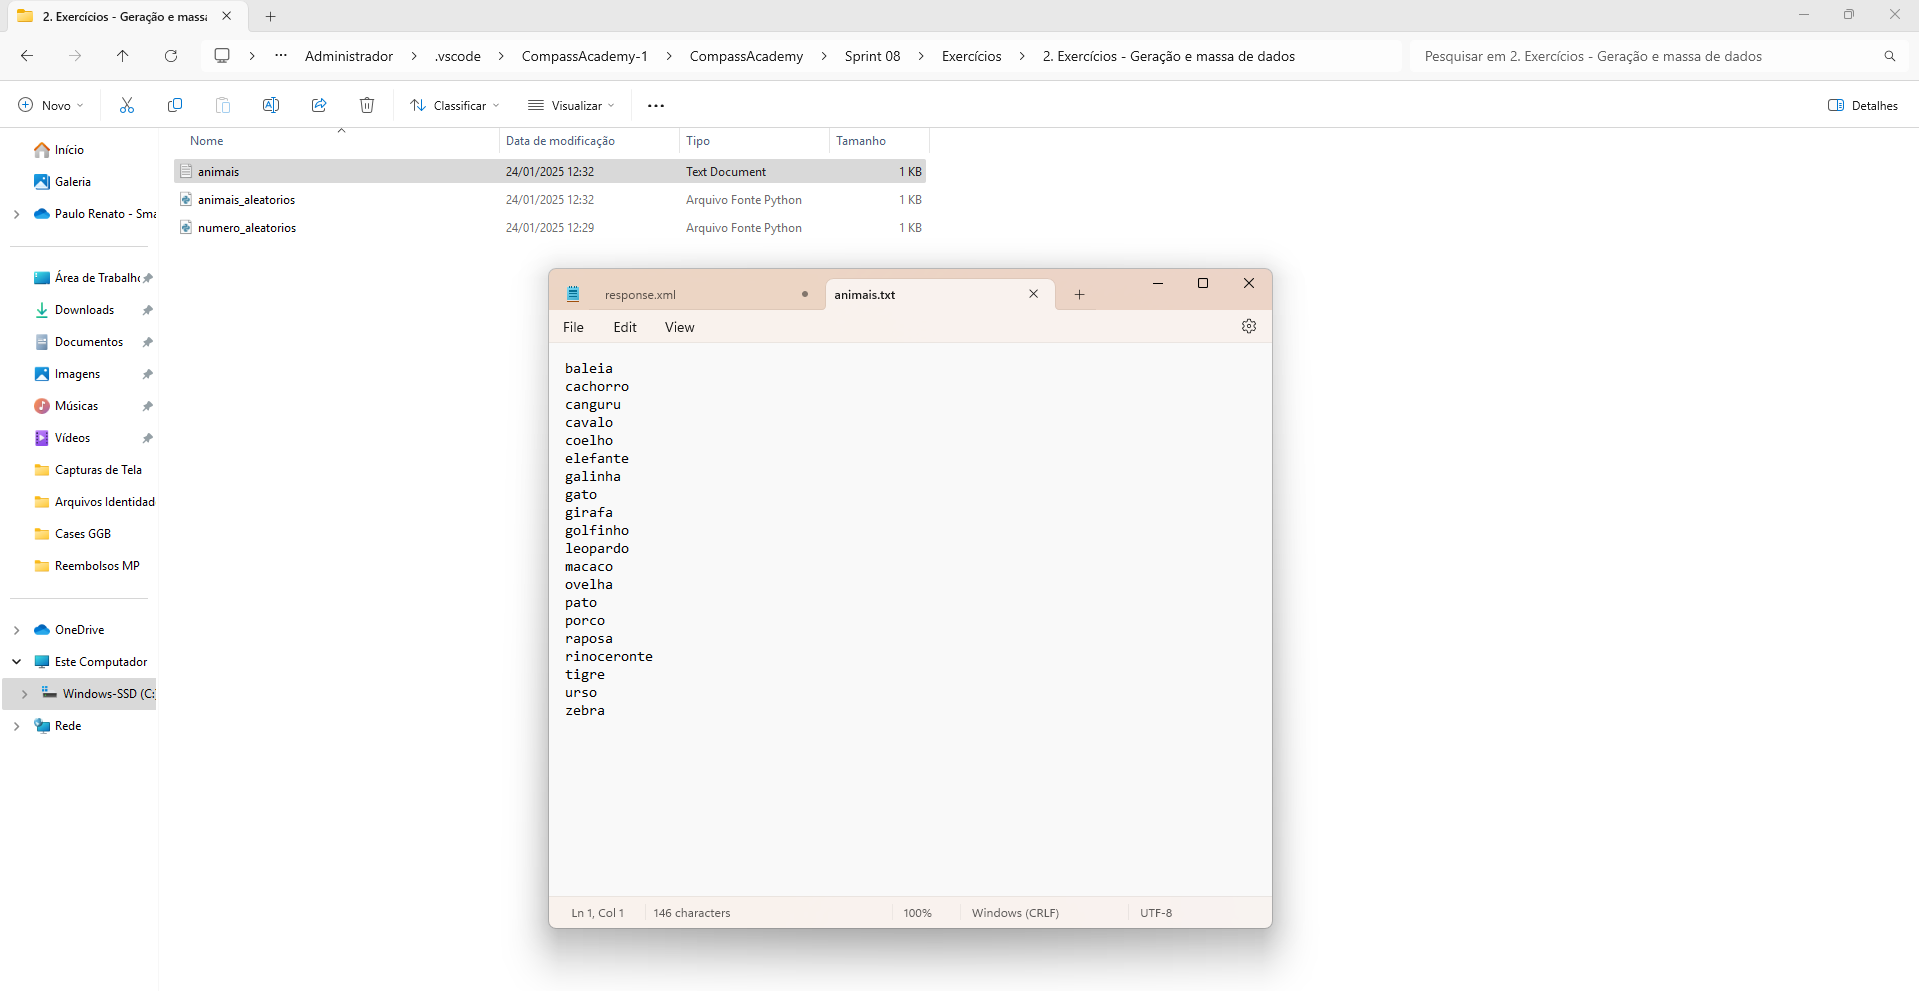 2. Exercícios - Geração e massa
Administrador
.vscode
CompassAcademy-1
CompassAcademy
Sprint 08
Exercícios
2. Exercícios - Geração e massa de dados
Pesquisar em 2. Exercícios - Geração e massa de dados
Novo
Classificar
Visualizar
Detalhes
Nome
Data de modificação
Tipo
Tamanho
animais 24/01/2025 12:32 Text Document 1 KB
animais_aleatorios 24/01/2025 12:32 Arquivo Fonte Python 1 KB
numero_aleatorios 24/01/2025 12:29 Arquivo Fonte Python 1 KB
Início
Galeria
Paulo Renato - Sma
Área de Trabalho
Downloads
Documentos
Imagens
Músicas
Vídeos
Capturas de Tela
Arquivos Identidad
Cases GGB
Reembolsos MP
OneDrive
Este Computador
Windows-SSD (C:)
Rede
response.xml
animais.txt
File Edit View
baleia
cachorro
canguru
cavalo
coelho
elefante
galinha
gato
girafa
golfinho
leopardo
macaco
ovelha
pato
porco
raposa
rinoceronte
tigre
urso
zebra
Ln 1, Col 1
146 characters
100%
Windows (CRLF)
UTF-8